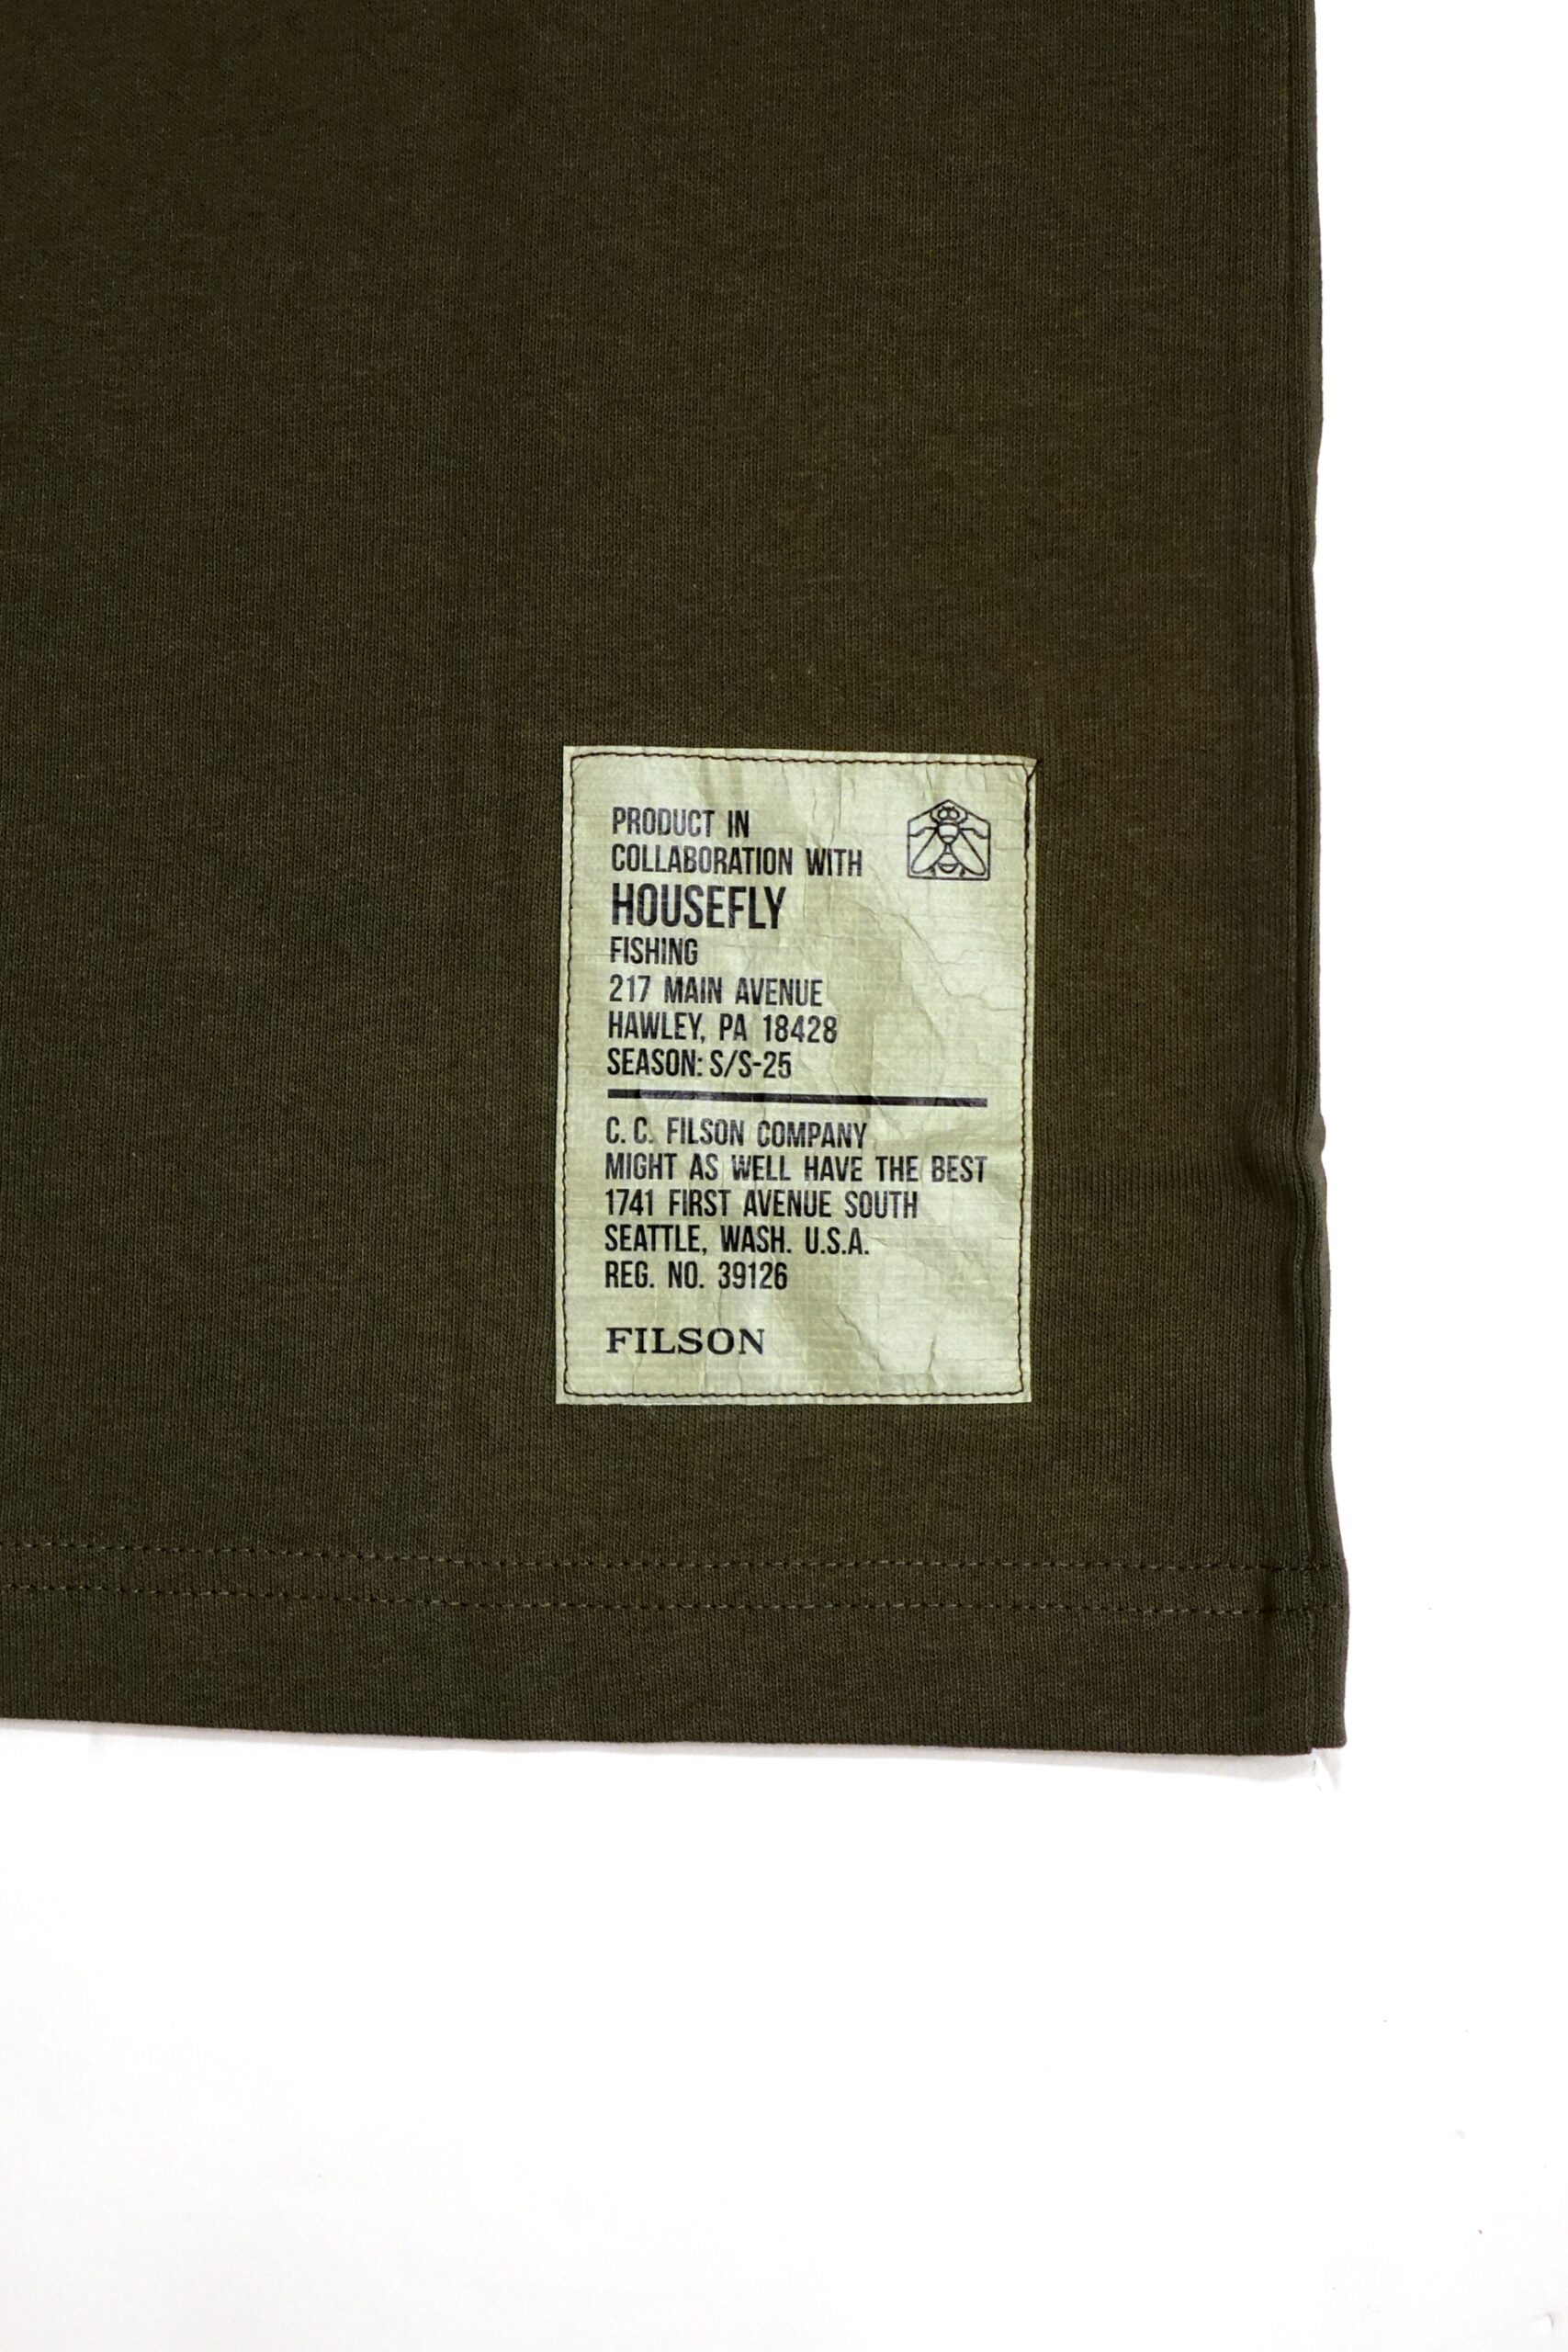 PRODUCT IN
COLLABORATION WITH
HOUSEFLY
FISHING
217 MAIN AVENUE
HAWLEY, PA 18428
SEASON: S/S-25
C. C. FILSON COMPANY
MIGHT AS WELL HAVE THE BEST
1741 FIRST AVENUE SOUTH
SEATTLE, WASH. U.S.A.
REG. NO. 39126
FILSON